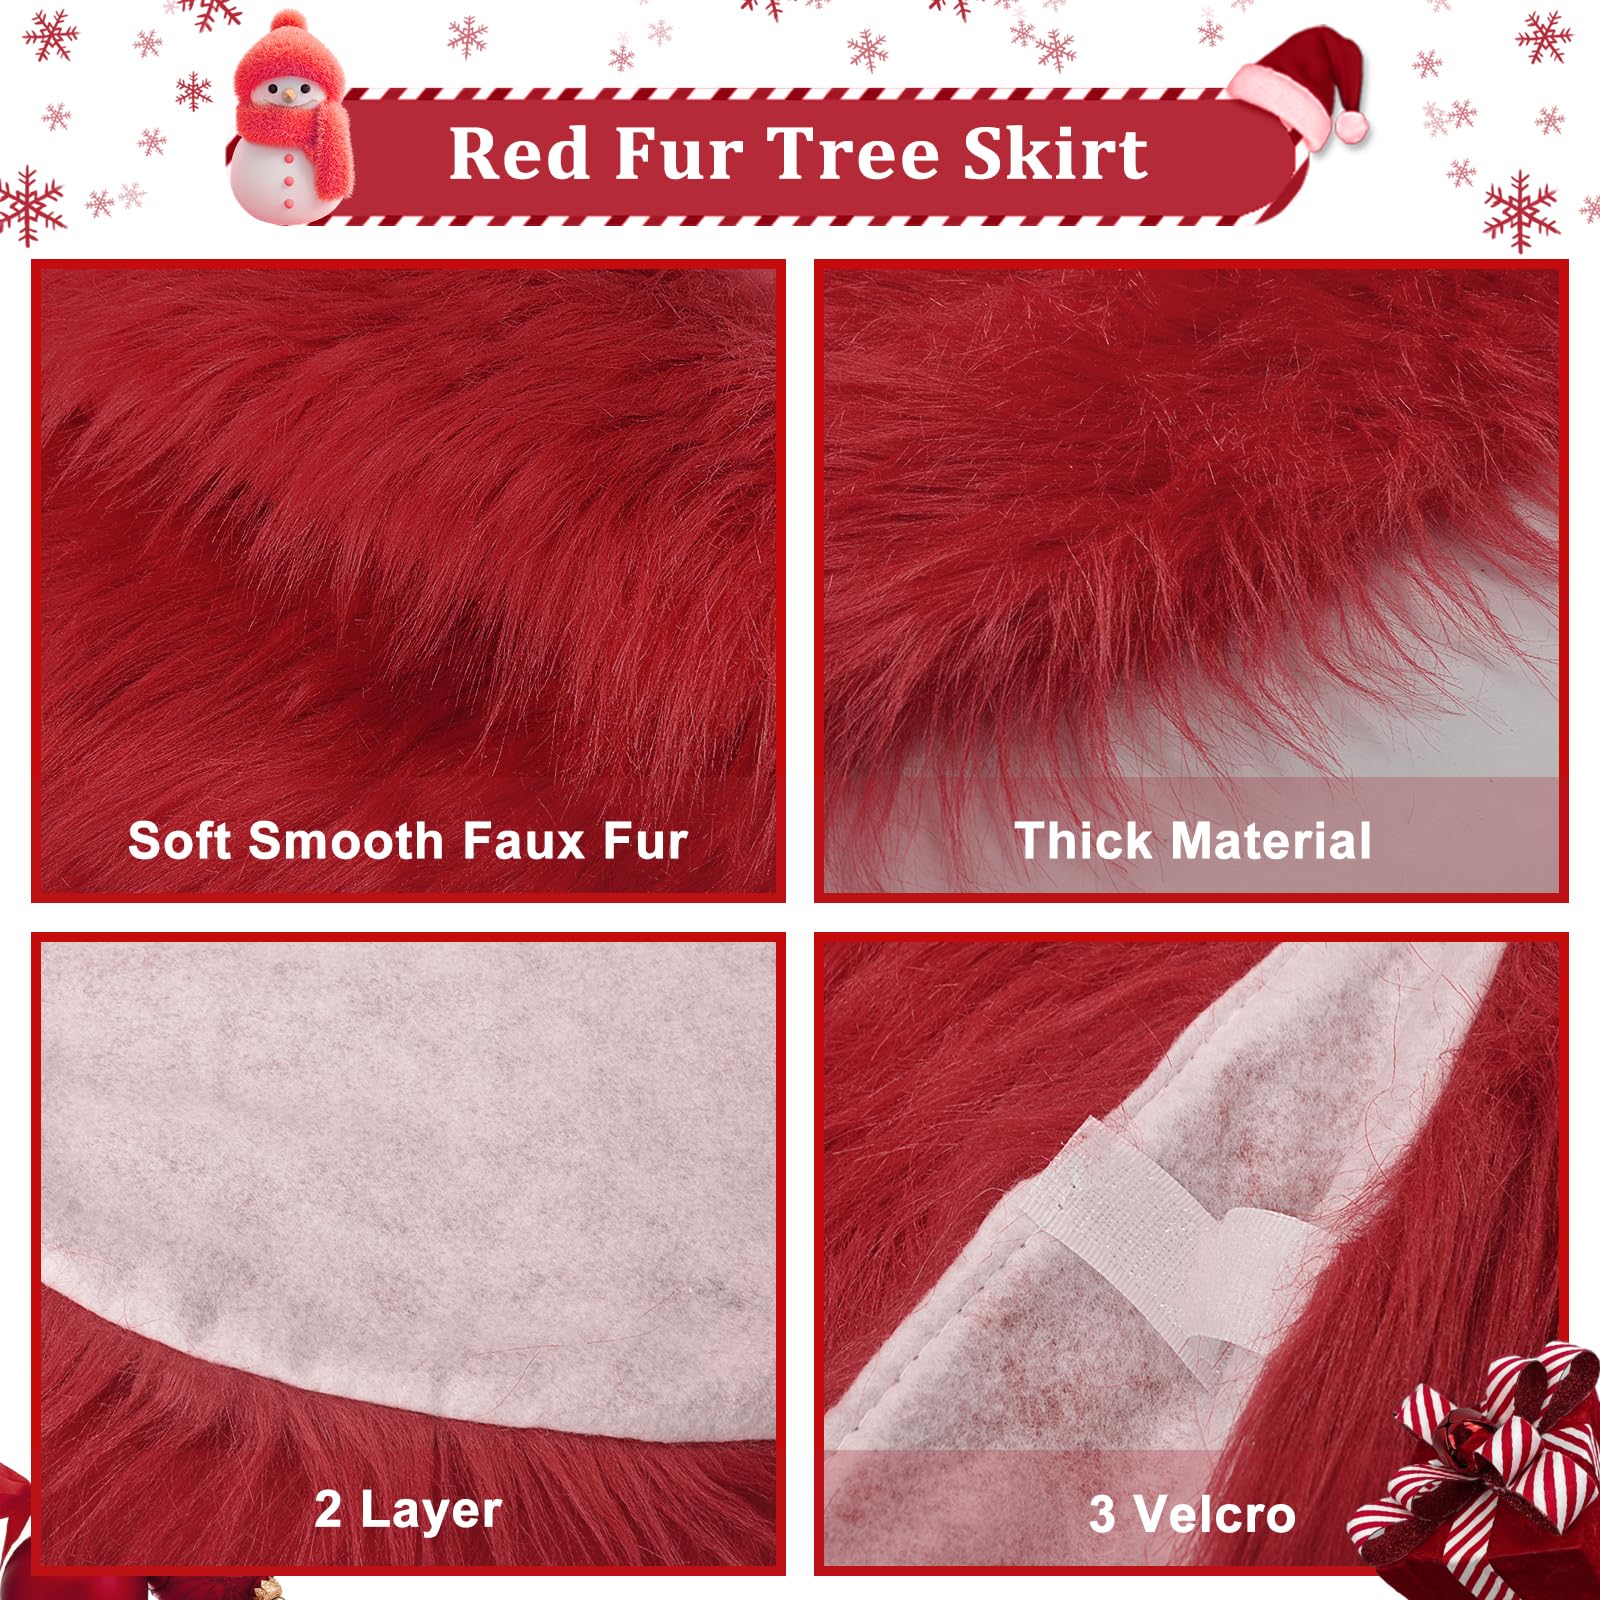 Red Fur Tree Skirt
Soft Smooth Faux Fur
Thick Material
2 Layer
3 Velcro